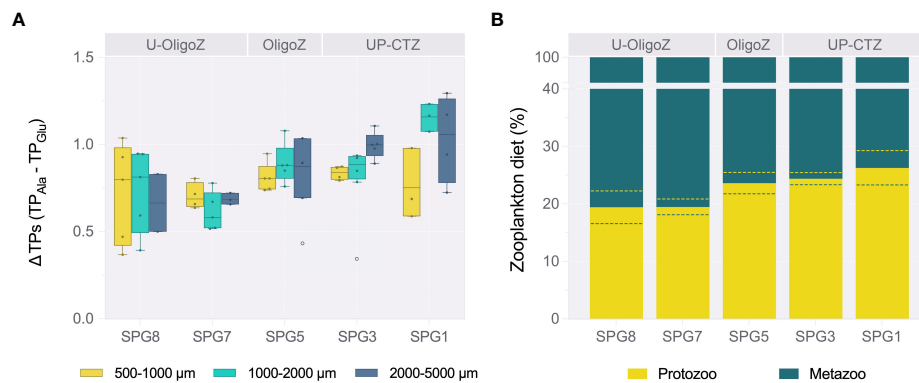 A
U-OligoZ OligoZ UP-CTZ
1.5
1.0
0.5
0.0
Δ TPs (TPAla - TPGlu)
SPG8 SPG7 SPG5 SPG3 SPG1
500-1000 µm 1000-2000 µm 2000-5000 µm
B
U-OligoZ OligoZ UP-CTZ
100
40
30
20
10
0
Zooplankton diet (%)
SPG8 SPG7 SPG5 SPG3 SPG1
Protozoo Metazoo